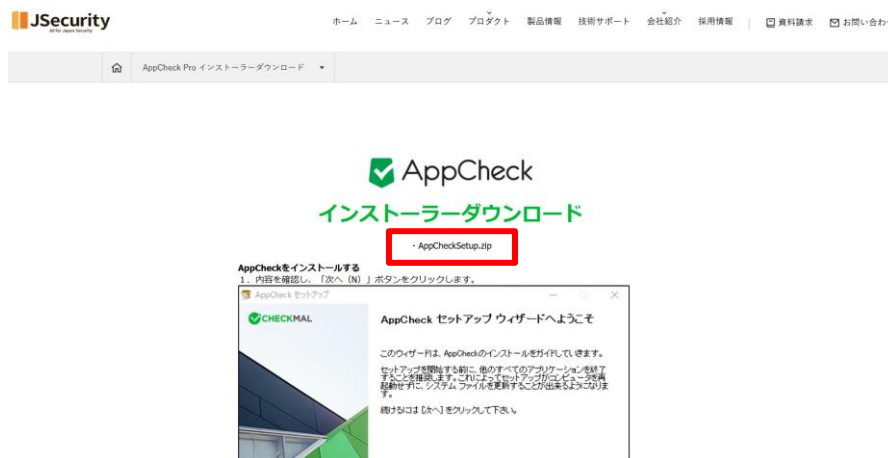 JSecurity
All for Japan Security
ホーム ニュース ブログ プロダクト 製品情報 技術サポート 会社紹介 採用情報 資料請求 お問い合わ
AppCheck Pro インストーラーダウンロード
AppCheck
インストーラーダウンロード
・AppCheckSetup.zip
AppCheckをインストールする
1．内容を確認し、「次へ（N）」ボタンをクリックします。
AppCheck セットアップ
CHECKMAL
AppCheck セットアップ ウィザードへようこそ
このウィザードは、AppCheckのインストールをガイドしていきます。
セットアップを開始する前に、他のすべてのアプリケーションを終了
することを推奨します。これによってセットアップがコンピュータを再
起動せずに、システム ファイルを更新することが出来るようになりま
す。
続けるには [次へ] をクリックして下さい。